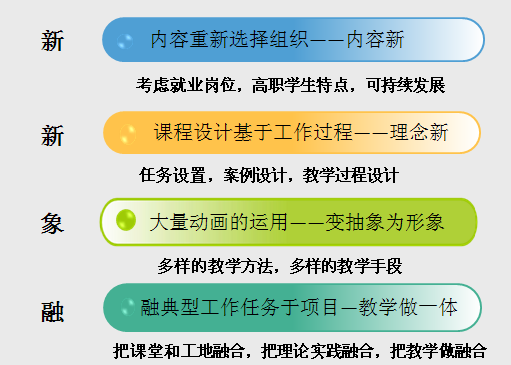 新 内容重新选择组织——内容新
考虑就业岗位，高职学生特点，可持续发展
新 课程设计基于工作过程——理念新
任务设置，案例设计，教学过程设计
象 大量动画的运用——变抽象为形象
多样的教学方法，多样的教学手段
融 融典型工作任务于项目—教学做一体
把课堂和工地融合，把理论实践融合，把教学做融合